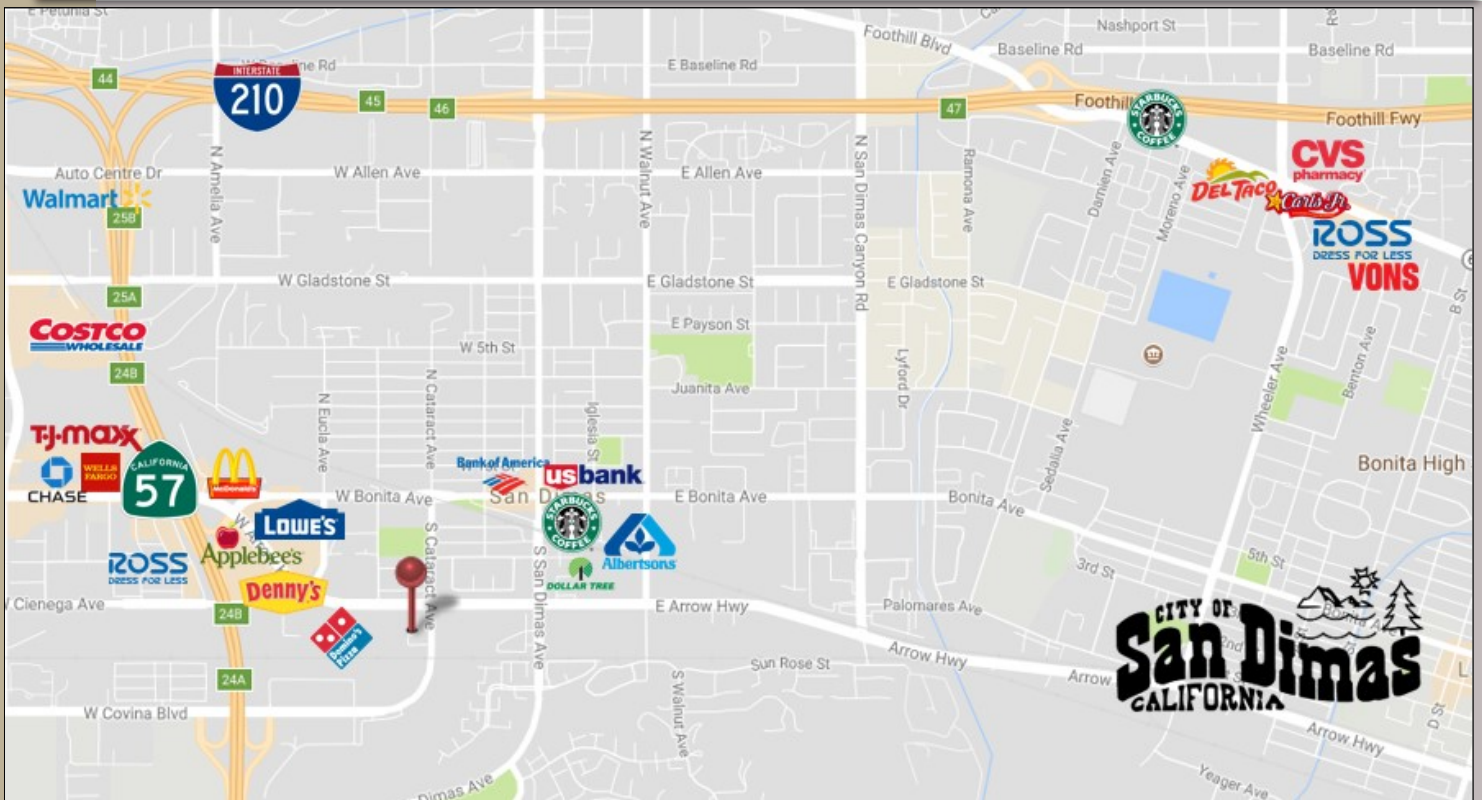 E Petunia St
Foothill Blvd
Nashport St
Baseline Rd
Baseline Rd
E Baseline Rd
44
INTERSTATE
210
45
46
47
Foothill
STARBUCKS
COFFEE
Foothill Fwy
CVS
pharmacy
Auto Centre Dr
W Allen Ave
E Allen Ave
N Amelia Ave
N Walnut Ave
N San Dimas Canyon Rd
Ramona Ave
Damien Ave
Moreno Ave
DEL TACO
Carl's Jr.
Walmart
25B
ROSS
DRESS FOR LESS
VONS
W Gladstone St
E Gladstone St
E Gladstone St
25A
B St
COSTCO
WHOLESALE
E Payson St
W 5th St
24B
Juanita Ave
Lyford Dr
N Cataract Ave
N Eucla Ave
Iglesia St
Wheeler Ave
Benton Ave
Sedalia Ave
T·J·maxx
CHASE
WELLS
FARGO
CALIFORNIA
57
McDonald's
Bank of America
usbank
Bonita High
W Bonita Ave
San Dimas
E Bonita Ave
Bonita Ave
LOWE'S
STARBUCKS
COFFEE
Albertsons
DOLLAR TREE
ROSS
DRESS FOR LESS
Applebee's
Denny's
S Cataract Ave
S San Dimas Ave
5th St
3rd St
W Cienega Ave
24B
Domino's
Pizza
E Arrow Hwy
Palomares Ave
Bonita Ave
2nd
CITY OF
San Dimas
CALIFORNIA
24A
Sun Rose St
Arrow Hwy
Arrow
S Walnut Ave
W Covina Blvd
D St
Arrow Hwy
Dimas Ave
Yeager Ave